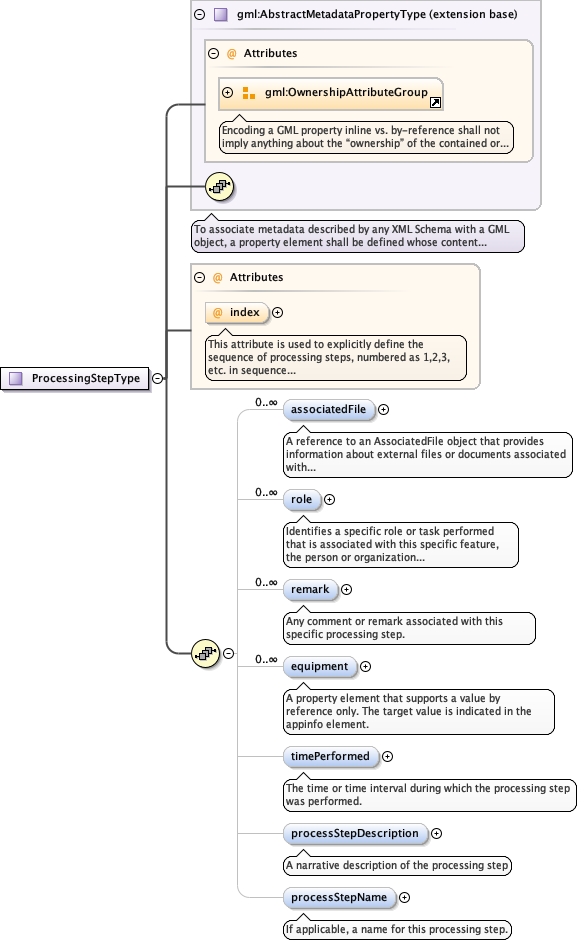 gml:AbstractMetadataPropertyType (extension base)
@ Attributes
gml:OwnershipAttributeGroup
Encoding a GML property inline vs. by-reference shall not
imply anything about the "ownership" of the contained or...
To associate metadata described by any XML Schema with a GML
object, a property element shall be defined whose content...
@ Attributes
@ index
This attribute is used to explicitly define the
sequence of processing steps, numbered as 1,2,3,
etc. in sequence...
ProcessingStepType
0..∞
associatedFile
A reference to an AssociatedFile object that provides
information about external files or documents associated
with...
0..∞
role
Identifies a specific role or task performed
that is associated with this specific feature,
the person or organization...
0..∞
remark
Any comment or remark associated with this
specific processing step.
0..∞
equipment
A property element that supports a value by
reference only. The target value is indicated in the
appinfo element.
timePerformed
The time or time interval during which the processing step
was performed.
processStepDescription
A narrative description of the processing step
processStepName
If applicable, a name for this processing step.